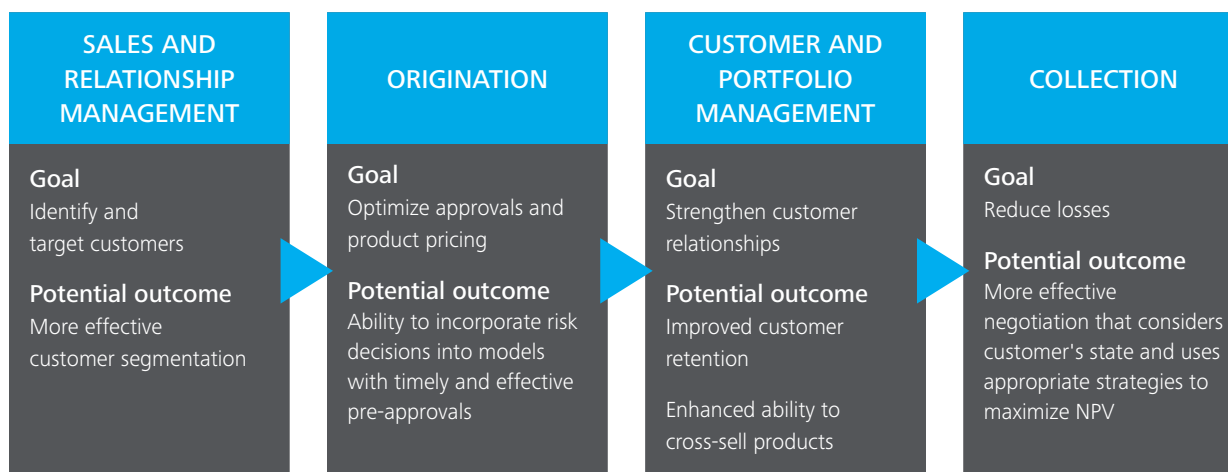 SALES AND
RELATIONSHIP
MANAGEMENT
Goal
Identify and
target customers
Potential outcome
More effective
customer segmentation
ORIGINATION
Goal
Optimize approvals and
product pricing
Potential outcome
Ability to incorporate risk
decisions into models
with timely and effective
pre-approvals
CUSTOMER AND
PORTFOLIO
MANAGEMENT
Goal
Strengthen customer
relationships
Potential outcome
Improved customer
retention
Enhanced ability to
cross-sell products
COLLECTION
Goal
Reduce losses
Potential outcome
More effective
negotiation that considers
customer's state and uses
appropriate strategies to
maximize NPV